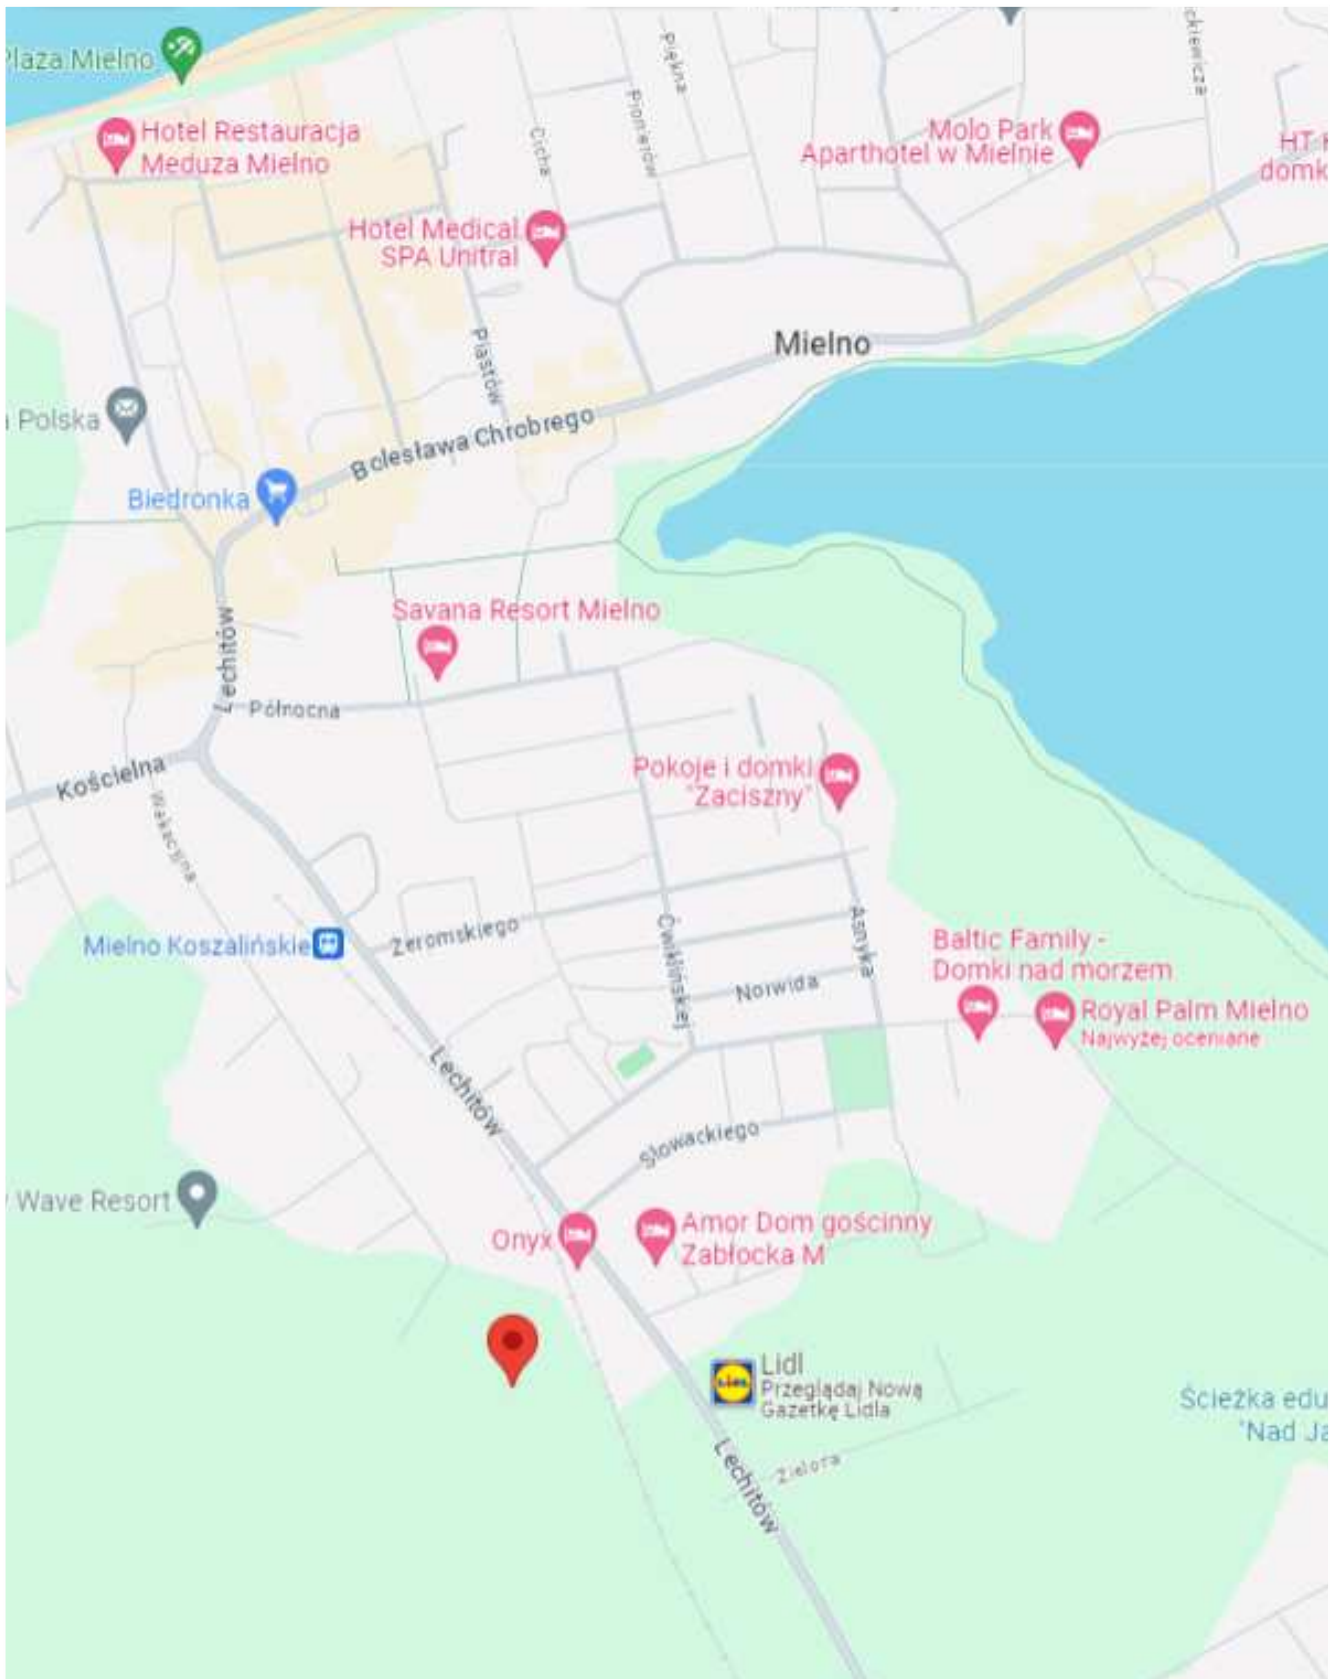 Plaza Mielno
Hotel Restauracja
Meduza Mielno
Piękna
Pionierów
Cicha
ckiewicza
Molo Park
Aparthotel w Mielnie
HT
domk
Hotel Medical
SPA Unitral
Mielno
Piastów
Polska
Bolesława Chrobrego
Biedronka
Lechitów
Savana Resort Mielno
Północna
Kościelna
Wakacyjna
Pokoje i domki
"Zaciszny"
Mielno Koszalińskie
Żeromskiego
Ćwiklińskiej
Asnyka
Norwida
Baltic Family -
Domki nad morzem
Royal Palm Mielno
Najwyżej oceniane
Lechitów
Słowackiego
Wave Resort
Onyx
Amor Dom gościnny
Zabłocka M
Lidl
Przeglądaj Nową
Gazetkę Lidla
Ścieżka edu
"Nad Ja
Lechitów
Zielona